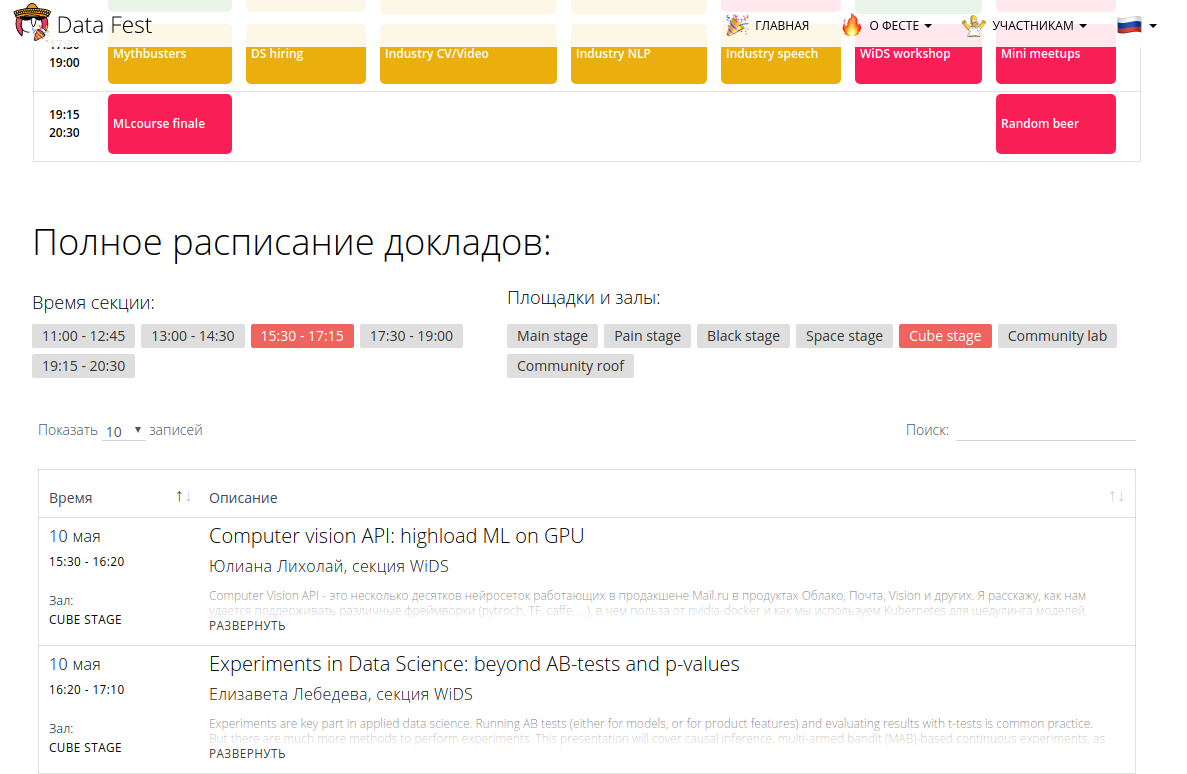 Data Fest
ГЛАВНАЯ
О ФЕСТЕ
УЧАСТНИКАМ
17:30
19:00
Mythbusters
DS hiring
Industry CV/Video
Industry NLP
Industry speech
WiDS workshop
Mini meetups
19:15
20:30
MLcourse finale
Random beer
Полное расписание докладов:
Время секции:
11:00 - 12:45
13:00 - 14:30
15:30 - 17:15
17:30 - 19:00
19:15 - 20:30
Площадки и залы:
Main stage
Pain stage
Black stage
Space stage
Cube stage
Community lab
Community roof
Показать 10 записей
Поиск:
Время
Описание
10 мая
15:30 - 16:20
Зал:
CUBE STAGE
Computer vision API: highload ML on GPU
Юлиана Лихолай, секция WiDS
Computer Vision API - это несколько десятков нейросеток работающих в продакшене Mail.ru в продуктах Облако, Почта, Vision и других. Я расскажу, как нам
удается поддерживать различные фреймворки (pytroch, TF, caffe, ...), в чем польза от nvidia-docker и как мы используем Kubernetes для шедулинга моделей,
РАЗВЕРНУТЬ
10 мая
16:20 - 17:10
Зал:
CUBE STAGE
Experiments in Data Science: beyond AB-tests and p-values
Елизавета Лебедева, секция WiDS
Experiments are key part in applied data science. Running AB tests (either for models, or for product features) and evaluating results with t-tests is common practice.
But there are much more methods to perform experiments. This presentation will cover causal inference, multi-armed bandit (MAB)-based continuous experiments, as
РАЗВЕРНУТЬ